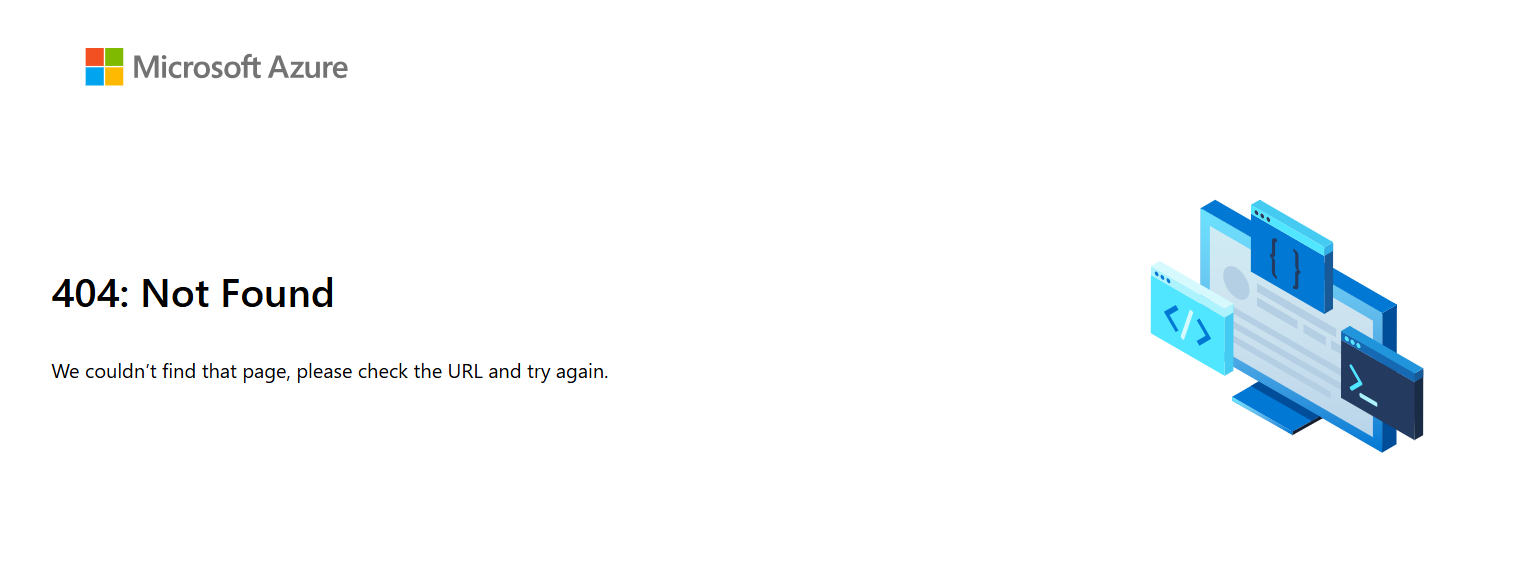 Microsoft Azure
{ }
</>
404: Not Found
>_
We couldn’t find that page, please check the URL and try again.